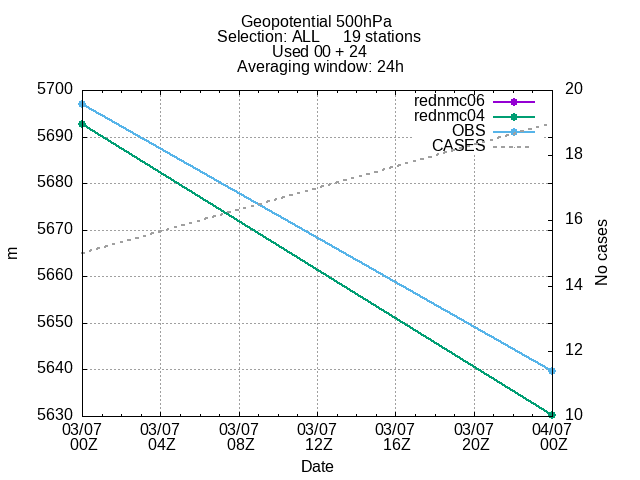 Geopotential 500hPa
Selection: ALL 19 stations
Used 00 + 24
Averaging window: 24h
5700
5690
5680
5670
5660
5650
5640
5630
m
20
18
16
14
12
10
No cases
rednmc06
rednmc04
OBS
CASES
03/07 03/07 03/07 03/07 03/07 03/07 04/07
00Z 04Z 08Z 12Z 16Z 20Z 00Z
Date